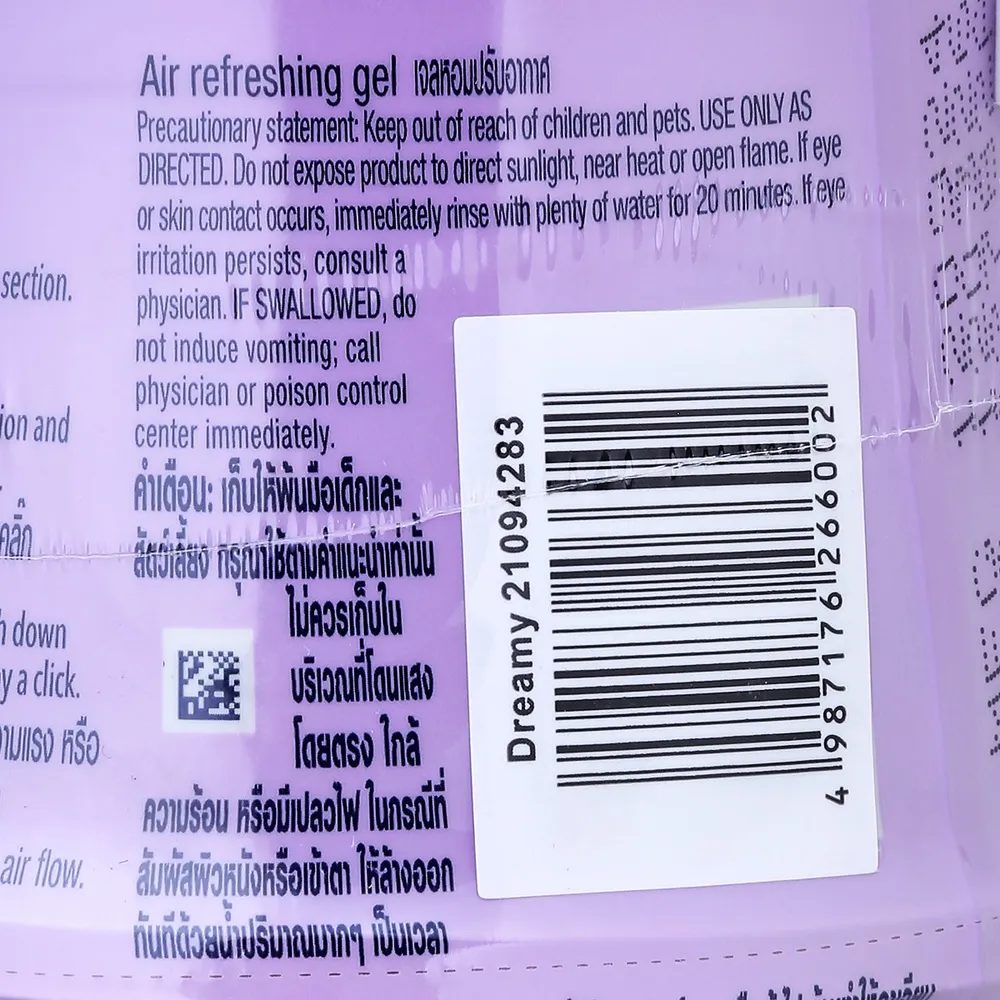 Air refreshing gel เจลหอมปรับอากาศ
Precautionary statement: Keep out of reach of children and pets. USE ONLY AS
DIRECTED. Do not expose product to direct sunlight, near heat or open flame. If eye
or skin contact occurs, immediately rinse with plenty of water for 20 minutes. If eye
irritation persists, consult a
physician. IF SWALLOWED, do
not induce vomiting; call
physician or poison control
center immediately.
คำเตือน: เก็บให้พ้นมือเด็กและ
สัตว์เลี้ยง กรุณาใช้ตามคำแนะนำเท่านั้น
ไม่ควรเก็บใน
บริเวณที่โดนแสง
โดยตรง ใกล้
ความร้อน หรือมีเปลวไฟ ในกรณีที่
สัมผัสผิวหนังหรือเข้าตา ให้ล้างออก
ทันทีด้วยน้ำปริมาณมากๆ เป็นเวลา
section.
ion and
คลิ๊ก
down
y a click.
หรือ
air flow.
Dreamy 21094283
4 987176 266002